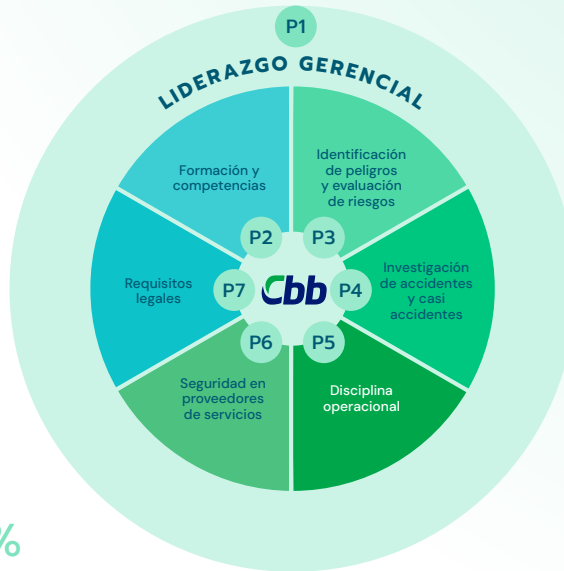 P1
LIDERAZGO GERENCIAL
Formación y
competencias
Identificación
de peligros
y evaluación
de riesgos
P2
P3
Requisitos
legales
P7
Cbb
P4
Investigación
de accidentes
y casi
accidentes
P6
P5
Seguridad en
proveedores
de servicios
Disciplina
operacional
%